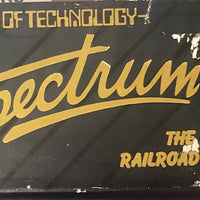 OF TECHNOLOGY
pectrum
THE
RAILROAD